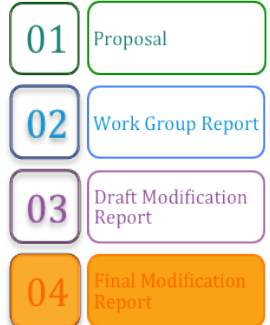 01
Proposal
02
Work Group Report
03
Draft Modification
Report
04
Final Modification
Report